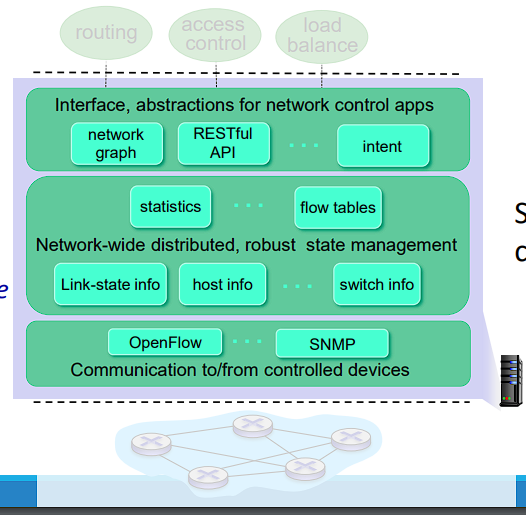 routing
access
control
load
balance
Interface, abstractions for network control apps
network
graph
RESTful
API
intent
statistics
flow tables
Network-wide distributed, robust state management
Link-state info
host info
switch info
OpenFlow
SNMP
Communication to/from controlled devices